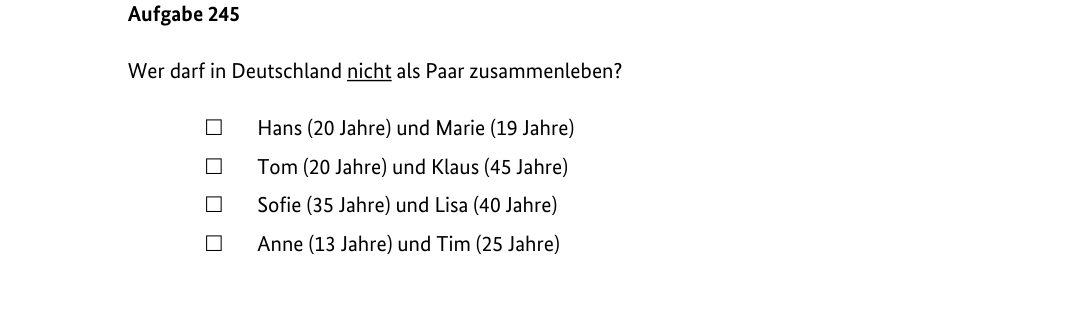 Aufgabe 245
Wer darf in Deutschland nicht als Paar zusammenleben?
☐ Hans (20 Jahre) und Marie (19 Jahre)
☐ Tom (20 Jahre) und Klaus (45 Jahre)
☐ Sofie (35 Jahre) und Lisa (40 Jahre)
☐ Anne (13 Jahre) und Tim (25 Jahre)